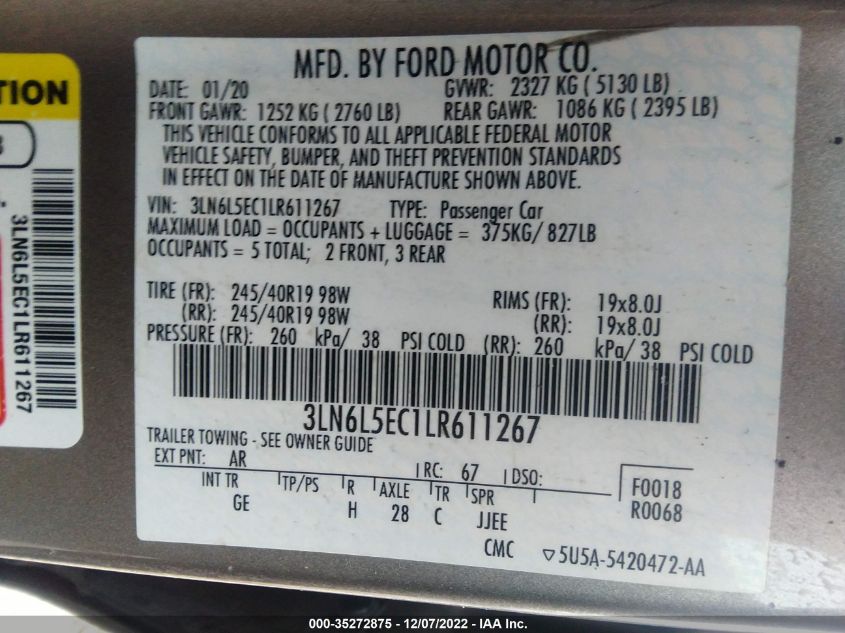 TION
3LN6L5EC1LR611267
MFD. BY FORD MOTOR CO.
DATE: 01/20 GVWR: 2327 KG ( 5130 LB)
FRONT GAWR: 1252 KG ( 2760 LB) REAR GAWR: 1086 KG ( 2395 LB)
THIS VEHICLE CONFORMS TO ALL APPLICABLE FEDERAL MOTOR
VEHICLE SAFETY, BUMPER, AND THEFT PREVENTION STANDARDS
IN EFFECT ON THE DATE OF MANUFACTURE SHOWN ABOVE.
VIN: 3LN6L5EC1LR611267 TYPE: Passenger Car
MAXIMUM LOAD = OCCUPANTS + LUGGAGE = 375KG/ 827LB
OCCUPANTS = 5 TOTAL; 2 FRONT, 3 REAR
TIRE (FR): 245/40R19 98W RIMS (FR): 19x8.0J
(RR): 245/40R19 98W (RR): 19x8.0J
PRESSURE (FR): 260 kPa/ 38 PSI COLD (RR): 260 kPa/ 38 PSI COLD
3LN6L5EC1LR611267
TRAILER TOWING - SEE OWNER GUIDE
EXT PNT: AR RC: 67 DSO: F0018
INT TR TP/PS R AXLE TR SPR R0068
GE H 28 C JJEE
CMC ▽5U5A-5420472-AA
000-35272875 - 12/07/2022 - IAA Inc.